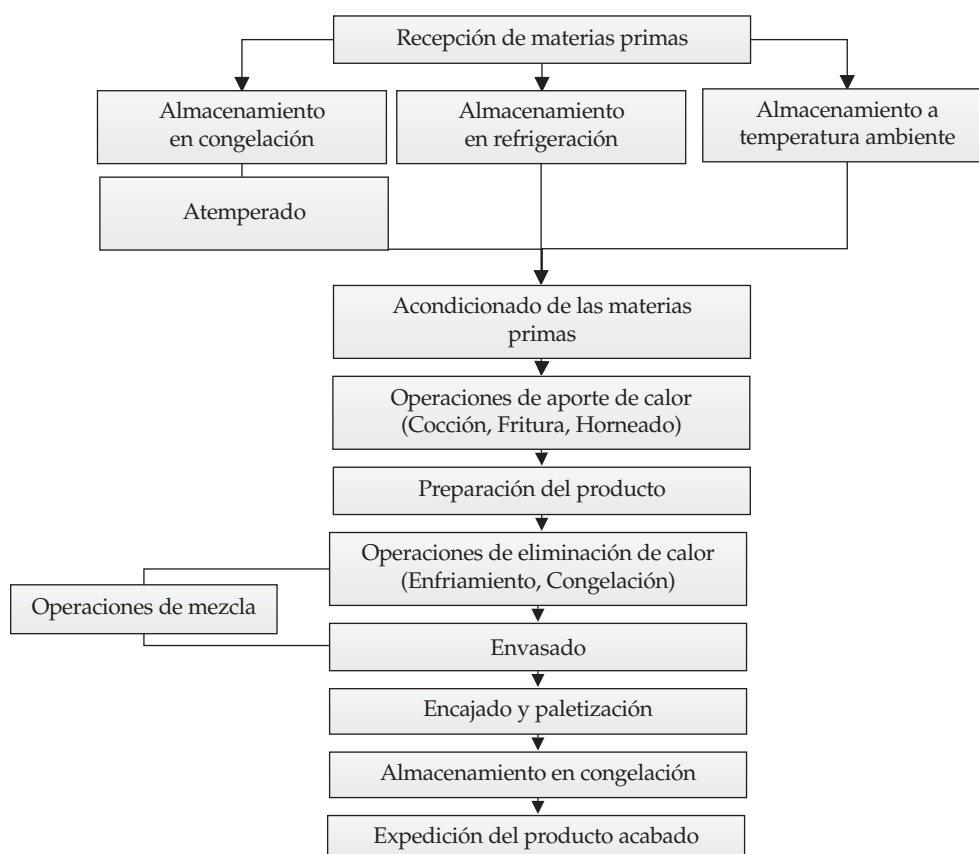 Recepción de materias primas
Almacenamiento
en congelación
Almacenamiento
en refrigeración
Almacenamiento a
temperatura ambiente
Atemperado
Acondicionado de las materias
primas
Operaciones de aporte de calor
(Cocción, Fritura, Horneado)
Preparación del producto
Operaciones de eliminación de calor
(Enfriamiento, Congelación)
Operaciones de mezcla
Envasado
Encajado y paletización
Almacenamiento en congelación
Expedición del producto acabado